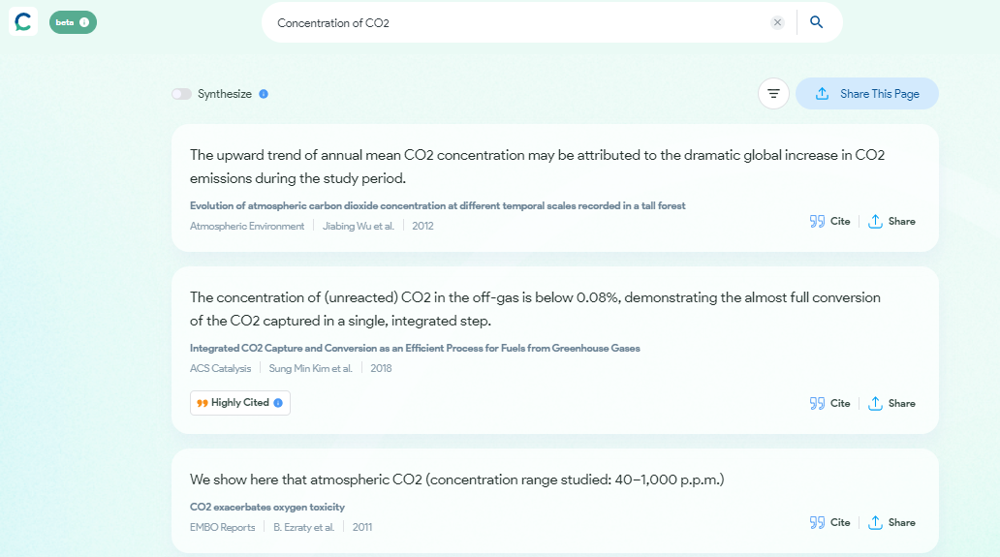 beta
Concentration of CO2
Synthesize
Share This Page
The upward trend of annual mean CO2 concentration may be attributed to the dramatic global increase in CO2
emissions during the study period.
Evolution of atmospheric carbon dioxide concentration at different temporal scales recorded in a tall forest
Atmospheric Environment Jiabing Wu et al. 2012
Cite Share
The concentration of (unreacted) CO2 in the off-gas is below 0.08%, demonstrating the almost full conversion
of the CO2 captured in a single, integrated step.
Integrated CO2 Capture and Conversion as an Efficient Process for Fuels from Greenhouse Gases
ACS Catalysis Sung Min Kim et al. 2018
Highly Cited
Cite Share
We show here that atmospheric CO2 (concentration range studied: 40–1,000 p.p.m.)
CO2 exacerbates oxygen toxicity
EMBO Reports B. Ezraty et al. 2011
Cite Share